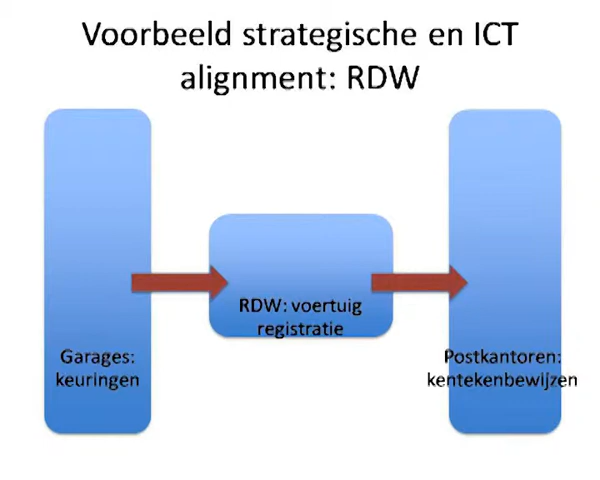 Voorbeeld strategische en ICT
alignment: RDW
RDW: voertuig
registratie
Garages:
keuringen
Postkantoren:
kentekenbewijzen